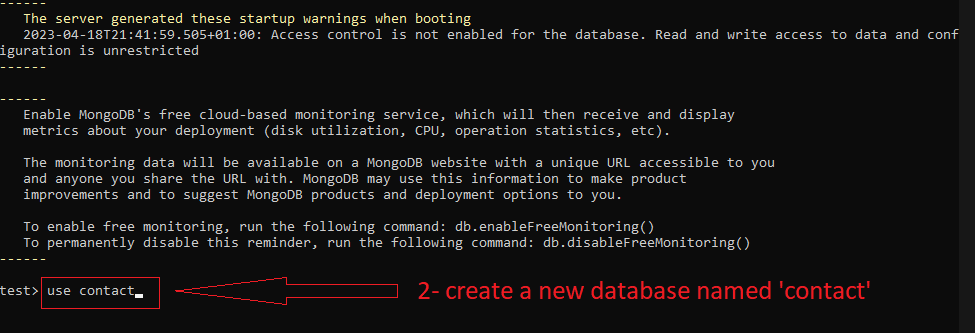 ------
The server generated these startup warnings when booting
2023-04-18T21:41:59.505+01:00: Access control is not enabled for the database. Read and write access to data and conf
iguration is unrestricted
------
------
Enable MongoDB's free cloud-based monitoring service, which will then receive and display
metrics about your deployment (disk utilization, CPU, operation statistics, etc).
The monitoring data will be available on a MongoDB website with a unique URL accessible to you
and anyone you share the URL with. MongoDB may use this information to make product
improvements and to suggest MongoDB products and deployment options to you.
To enable free monitoring, run the following command: db.enableFreeMonitoring()
To permanently disable this reminder, run the following command: db.disableFreeMonitoring()
------
test> use contact
2- create a new database named 'contact'